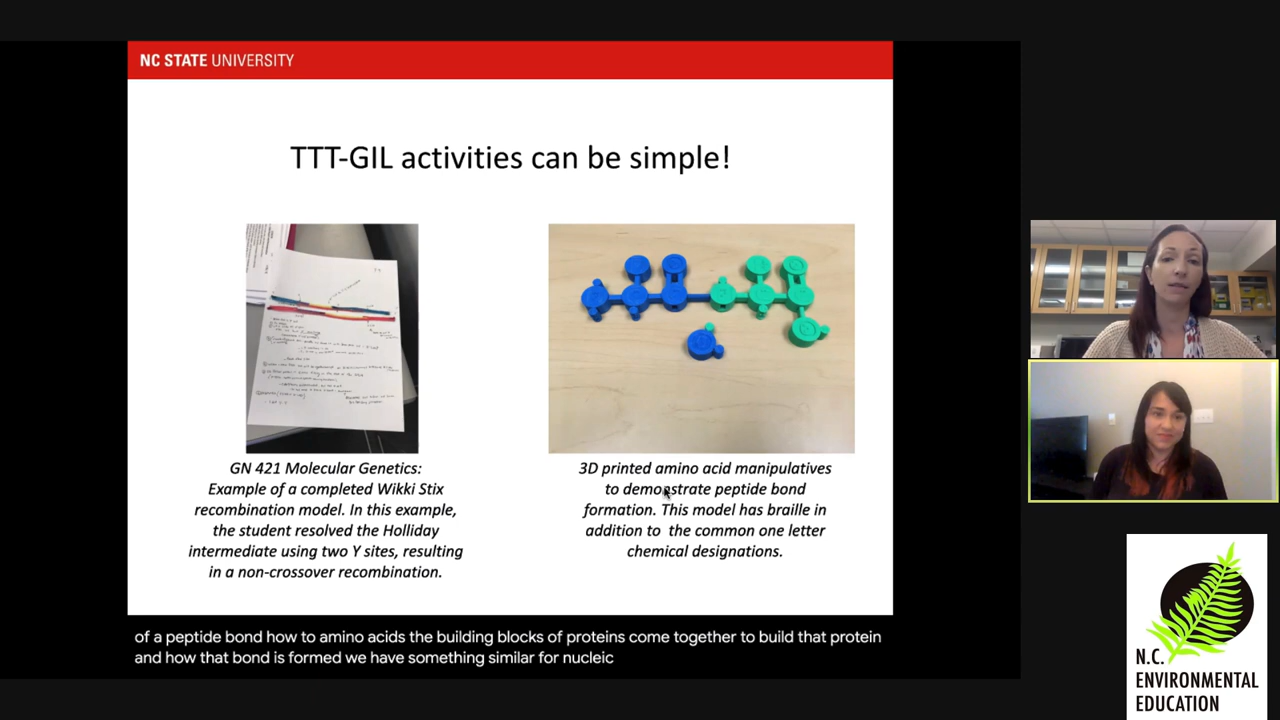 NC STATE UNIVERSITY
TTT-GIL activities can be simple!
GN 421 Molecular Genetics:
Example of a completed Wikki Stix
recombination model. In this example,
the student resolved the Holliday
intermediate using two Y sites, resulting
in a non-crossover recombination.
3D printed amino acid manipulatives
to demonstrate peptide bond
formation. This model has braille in
addition to the common one letter
chemical designations.
of a peptide bond how to amino acids the building blocks of proteins come together to build that protein
and how that bond is formed we have something similar for nucleic
N.C.
ENVIRONMENTAL
EDUCATION